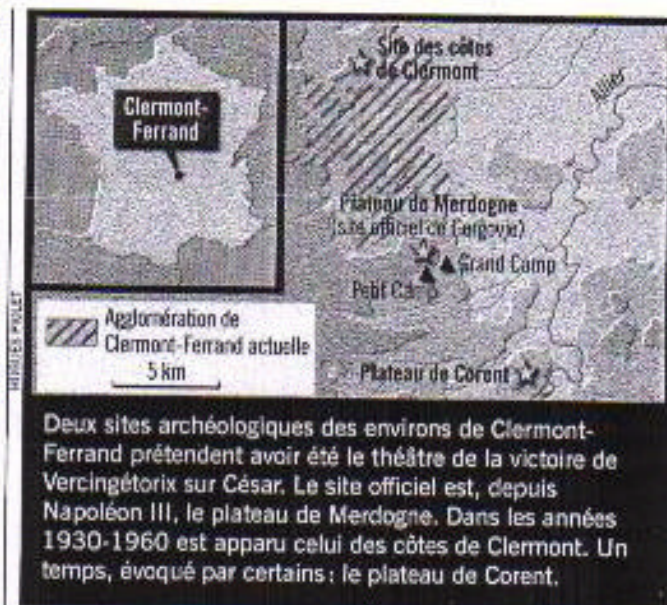 Site des côtes
de Clermont
Clermont-
Ferrand
Allier
Plateau de Merdogne
(site officiel de Gergovie)
Grand Camp
Petit
Agglomération de
Clermont-Ferrand actuelle
5 km
Plateau de Corent
Deux sites archéologiques des environs de Clermont-
Ferrand prétendent avoir été le théâtre de la victoire de
Vercingétorix sur César. Le site officiel est, depuis
Napoléon III, le plateau de Merdogne. Dans les années
1930-1960 est apparu celui des côtes de Clermont. Un
temps, évoqué par certains : le plateau de Corent.